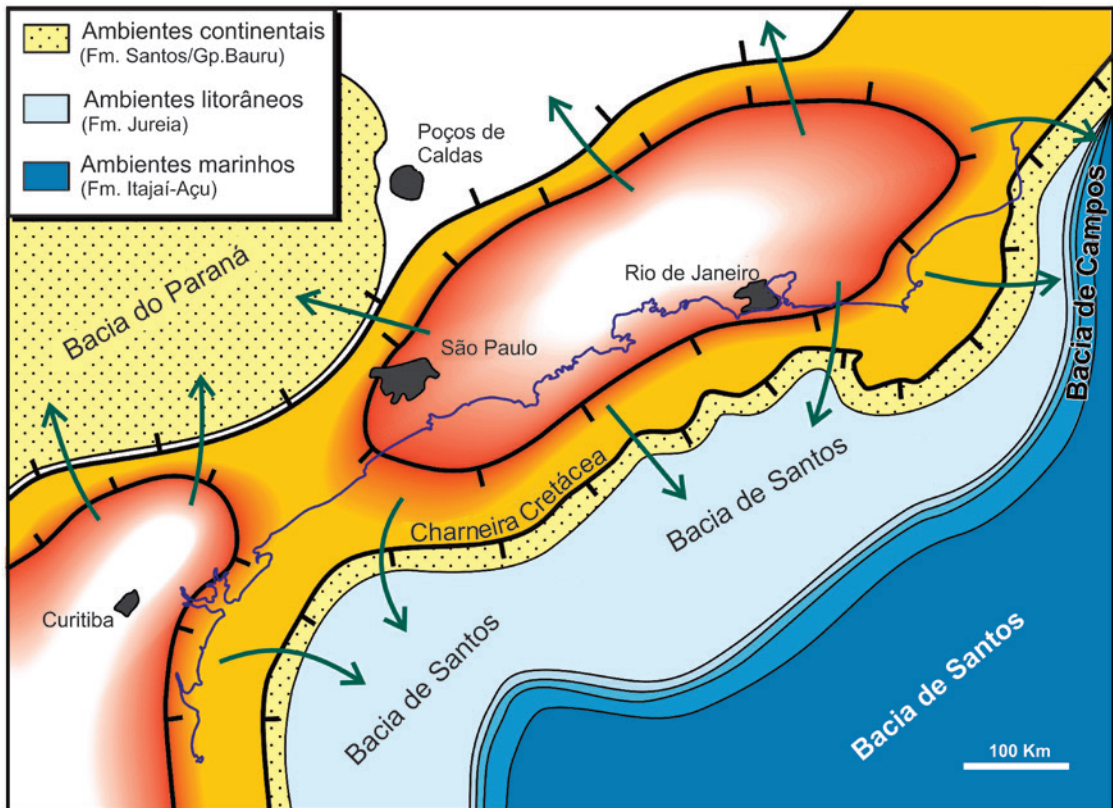 Ambientes continentais
(Fm. Santos/Gp.Bauru)
Ambientes litorâneos
(Fm. Jureia)
Ambientes marinhos
(Fm. Itajaí-Açu)
Poços de
Caldas
Bacia do Paraná
Rio de Janeiro
São Paulo
Bacia de Campos
Charneira Cretácea
Bacia de Santos
Curitiba
Bacia de Santos
Bacia de Santos
100 Km